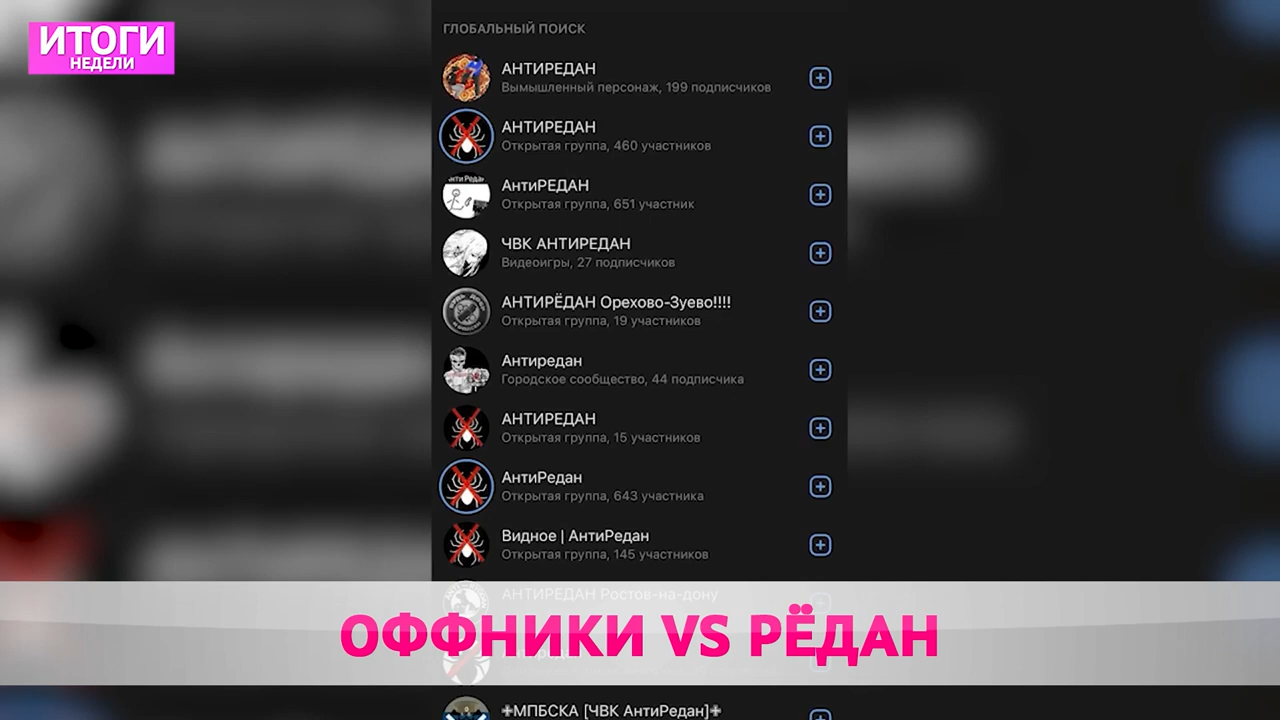 ИТОГИ
НЕДЕЛИ
ГЛОБАЛЬНЫЙ ПОИСК
АНТИРЕДАН
Вымышленный персонаж, 199 подписчиков
АНТИРЕДАН
Открытая группа, 460 участников
АнтиРЕДАН
Открытая группа, 651 участник
ЧВК АНТИРЕДАН
Видеоигры, 27 подписчиков
АНТИРЁДАН Орехово-Зуево!!!!
Открытая группа, 19 участников
Антиредан
Городское сообщество, 44 подписчика
АНТИРЕДАН
Открытая группа, 15 участников
АнтиРедан
Открытая группа, 643 участника
Видное | АнтиРедан
Открытая группа, 145 участников
АНТИРЕДАН Ростов-на-дону
ОФФНИКИ VS РЁДАН
✙МПБСКА [ЧВК АнтиРедан]✙